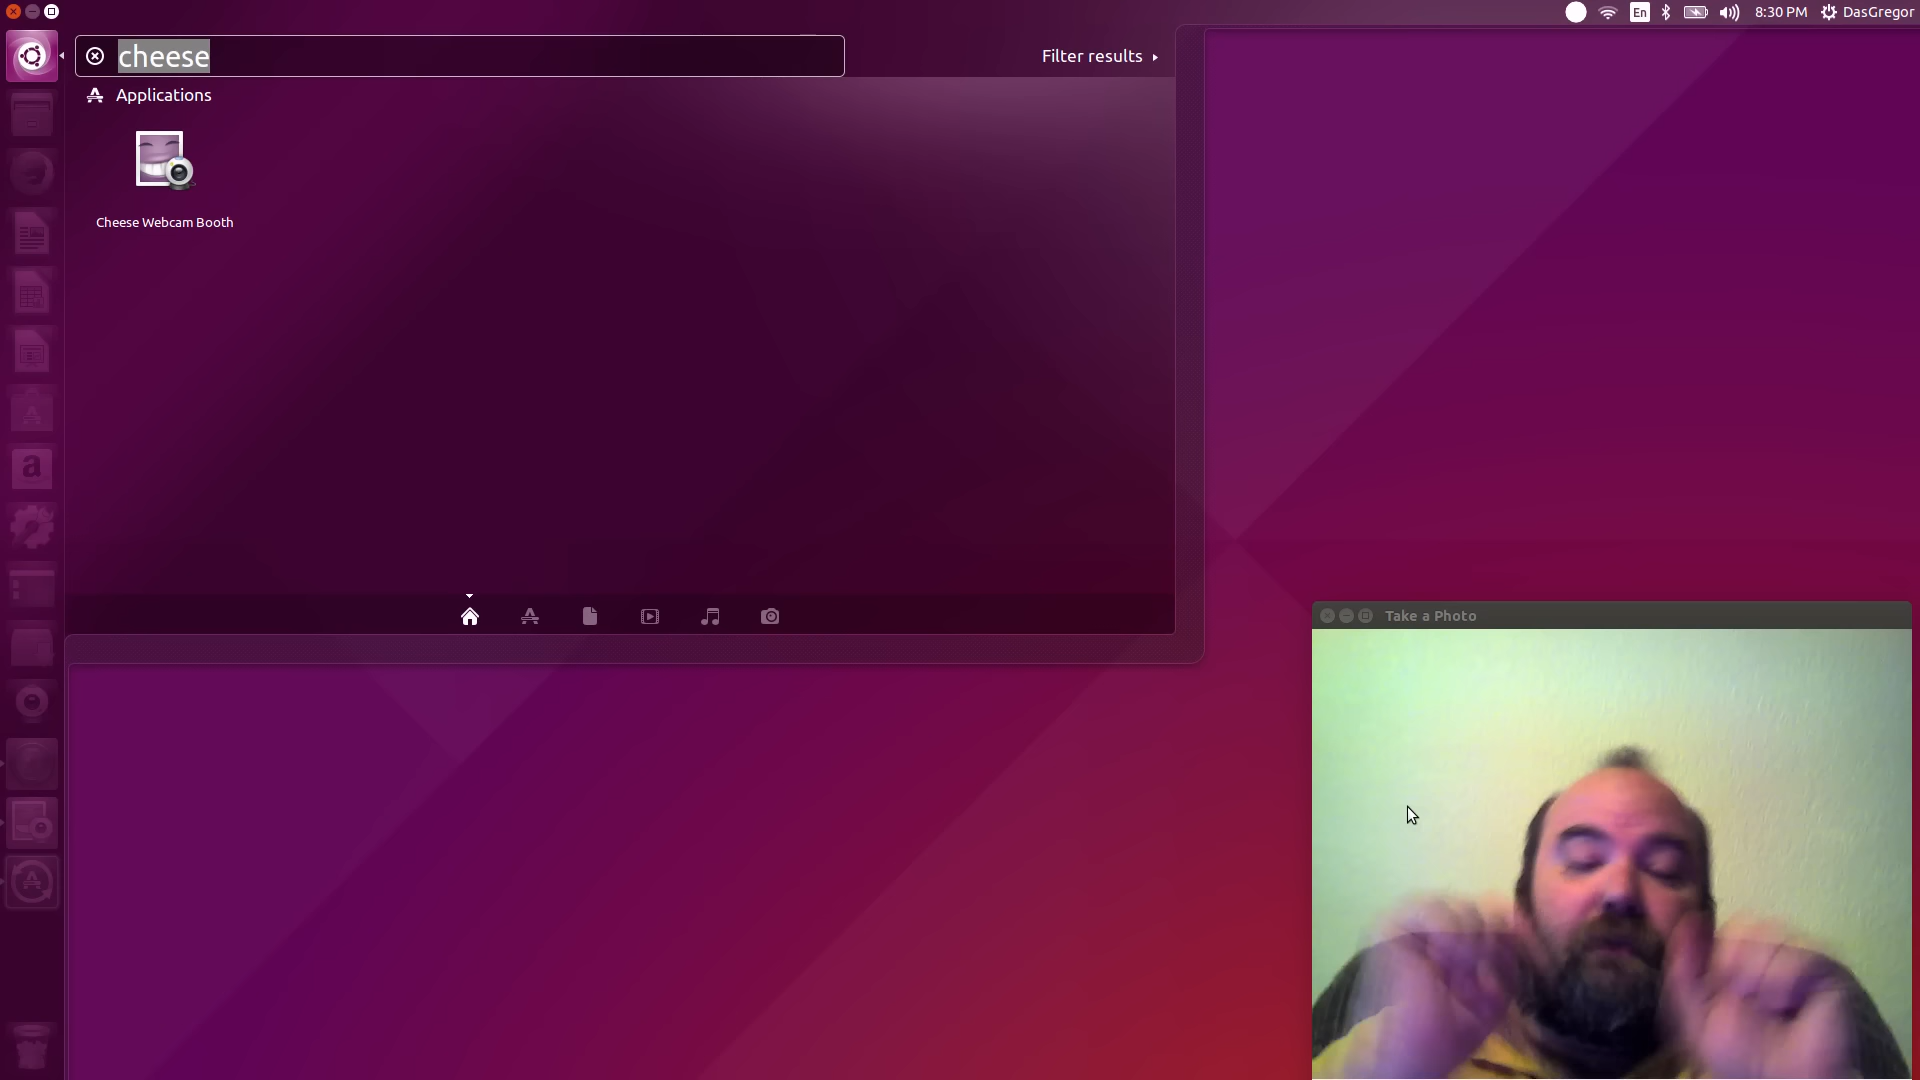 En
8:30 PM
DasGregor
cheese
Filter results
Applications
Cheese Webcam Booth
a
Take a Photo